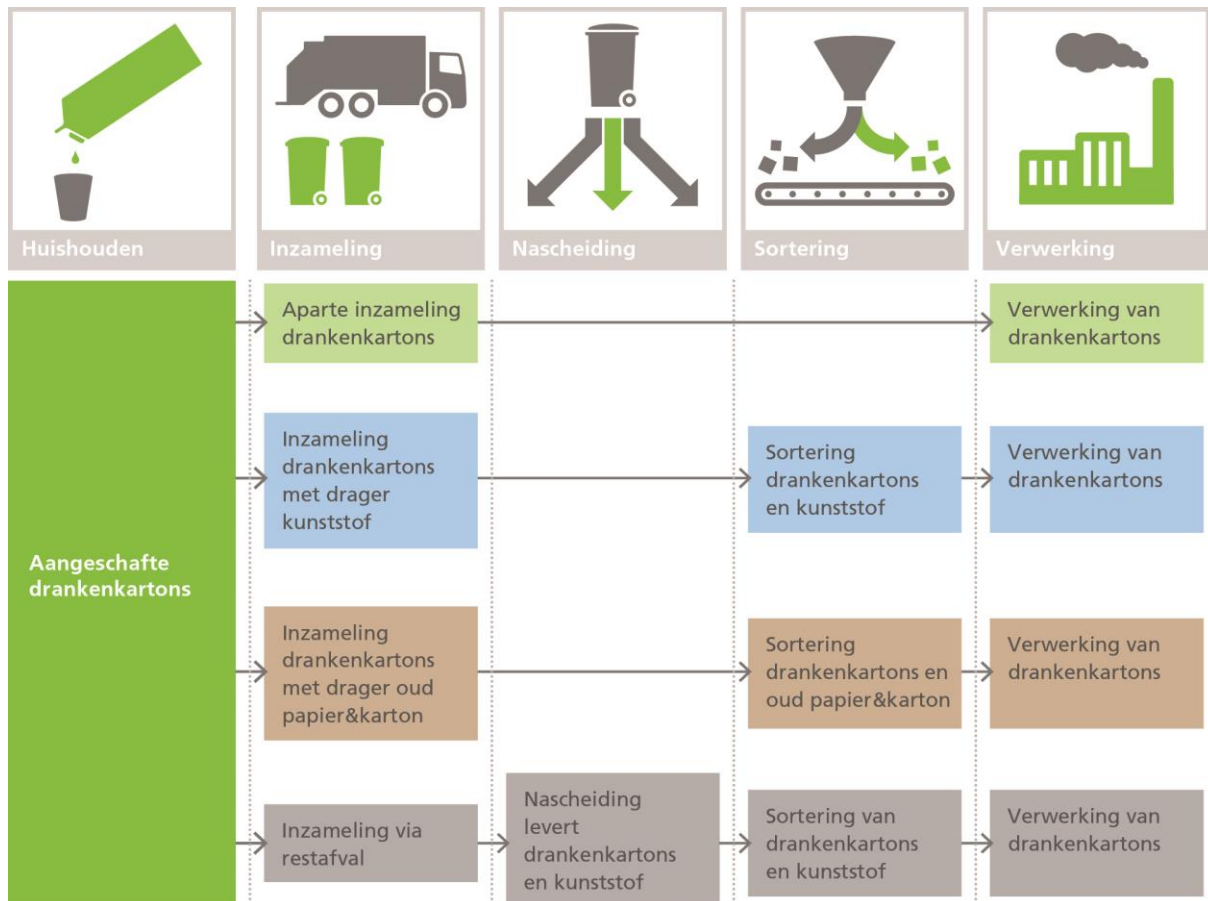 Huishouden
Inzameling
Nascheiding
Sortering
Verwerking
Aangeschafte
drankenkartons
Aparte inzameling
drankenkartons
Verwerking van
drankenkartons
Inzameling
drankenkartons
met drager
kunststof
Sortering
drankenkartons
en kunststof
Verwerking van
drankenkartons
Inzameling
drankenkartons
met drager oud
papier&karton
Sortering
drankenkartons en
oud papier&karton
Verwerking van
drankenkartons
Inzameling via
restafval
Nascheiding
levert
drankenkartons
en kunststof
Sortering van
drankenkartons
en kunststof
Verwerking van
drankenkartons